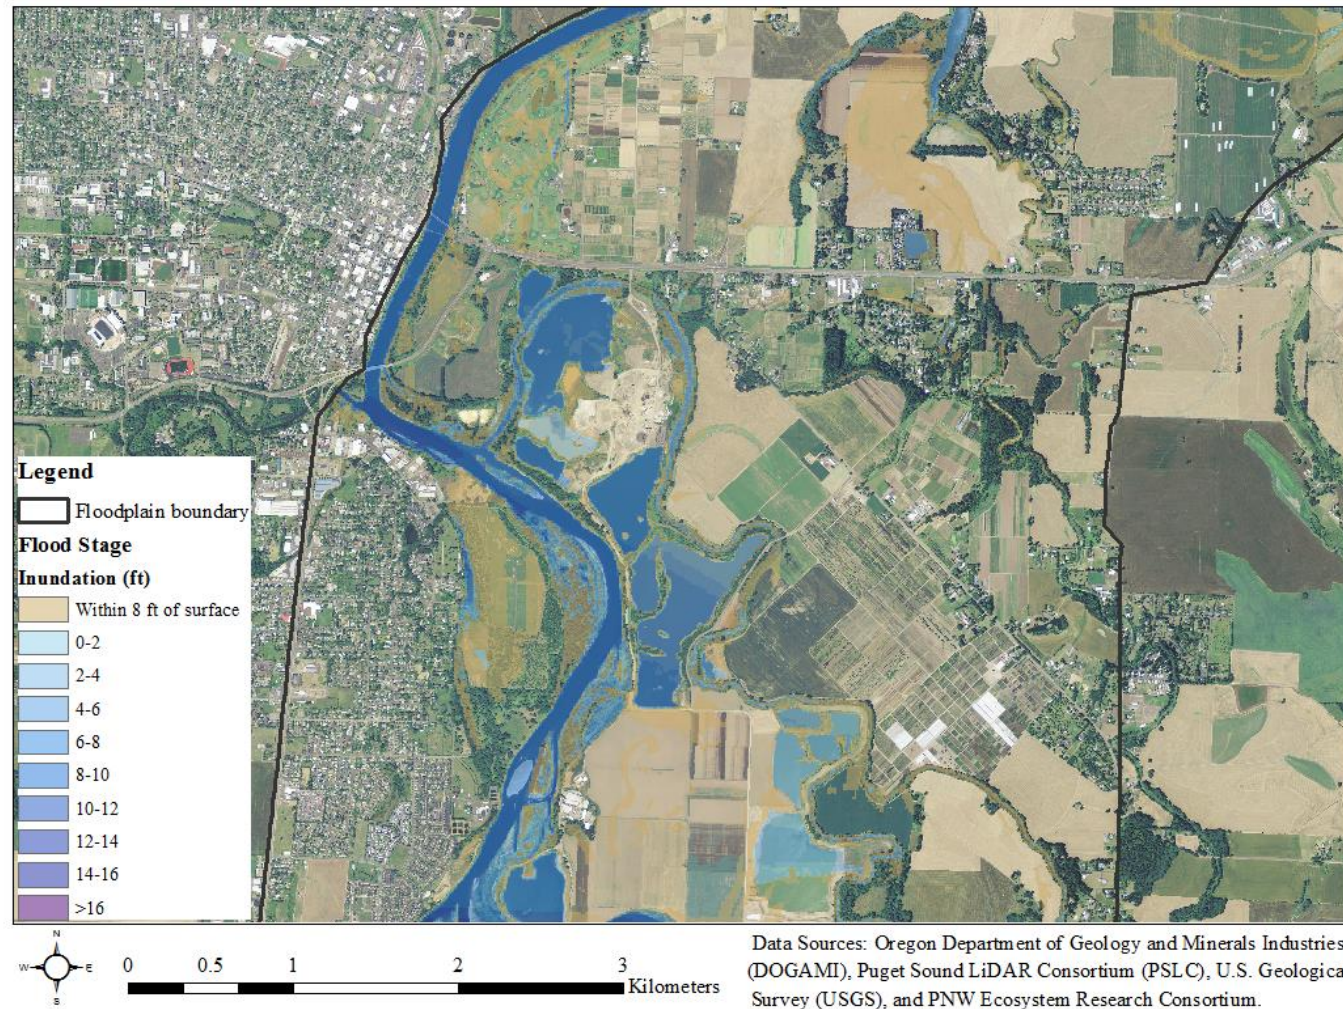 Legend
Floodplain boundary
Flood Stage
Inundation (ft)
Within 8 ft of surface
0-2
2-4
4-6
6-8
8-10
10-12
12-14
14-16
>16
N
W E
S
0 0.5 1 2 3
Kilometers
Data Sources: Oregon Department of Geology and Minerals Industries
(DOGAMI), Puget Sound LiDAR Consortium (PSLC), U.S. Geologica
Survey (USGS), and PNW Ecosystem Research Consortium.